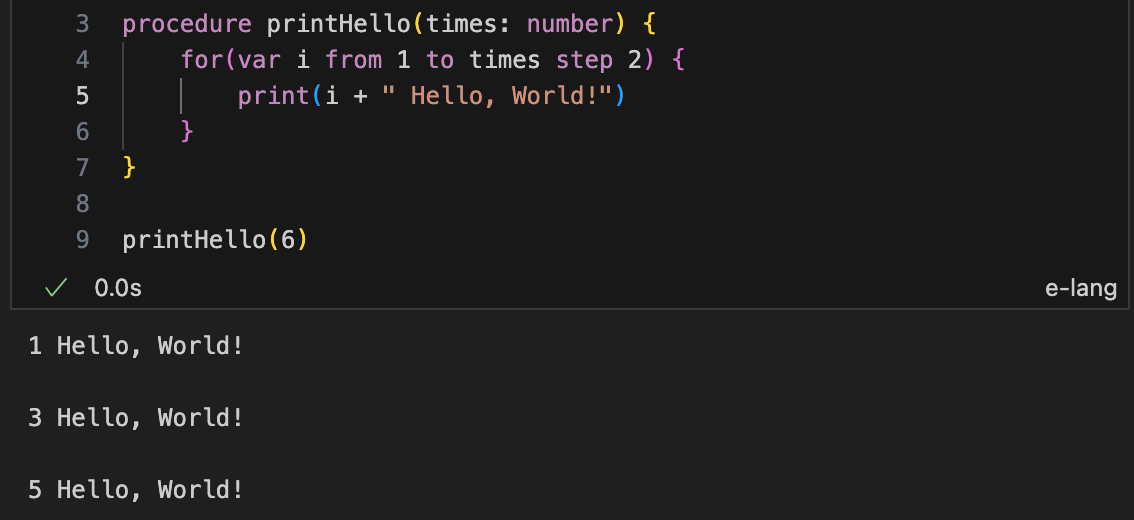 3 procedure printHello(times: number) {
4     for(var i from 1 to times step 2) {
5         print(i + " Hello, World!")
6     }
7 }
8
9 printHello(6)
0.0s e-lang
1 Hello, World!
3 Hello, World!
5 Hello, World!